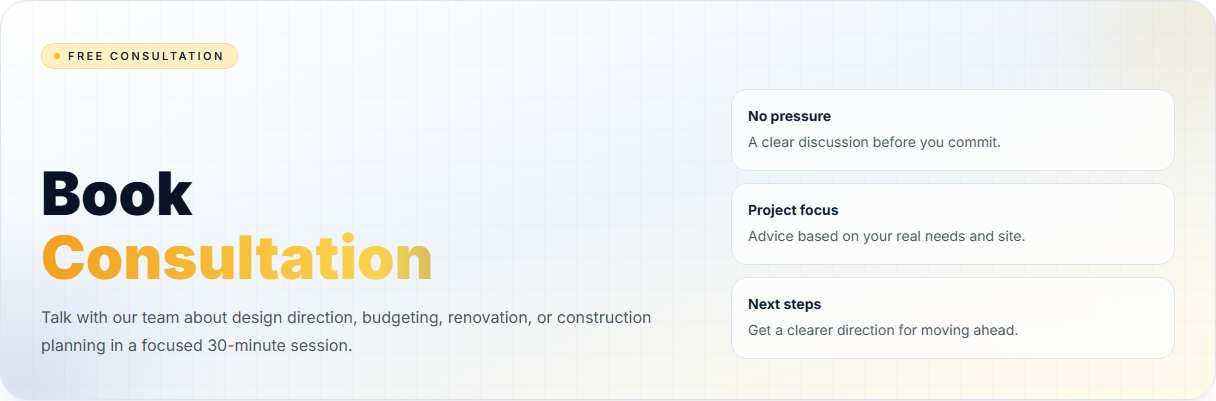 FREE CONSULTATION
Book
Consultation
Talk with our team about design direction, budgeting, renovation, or construction
planning in a focused 30-minute session.
No pressure
A clear discussion before you commit.
Project focus
Advice based on your real needs and site.
Next steps
Get a clearer direction for moving ahead.